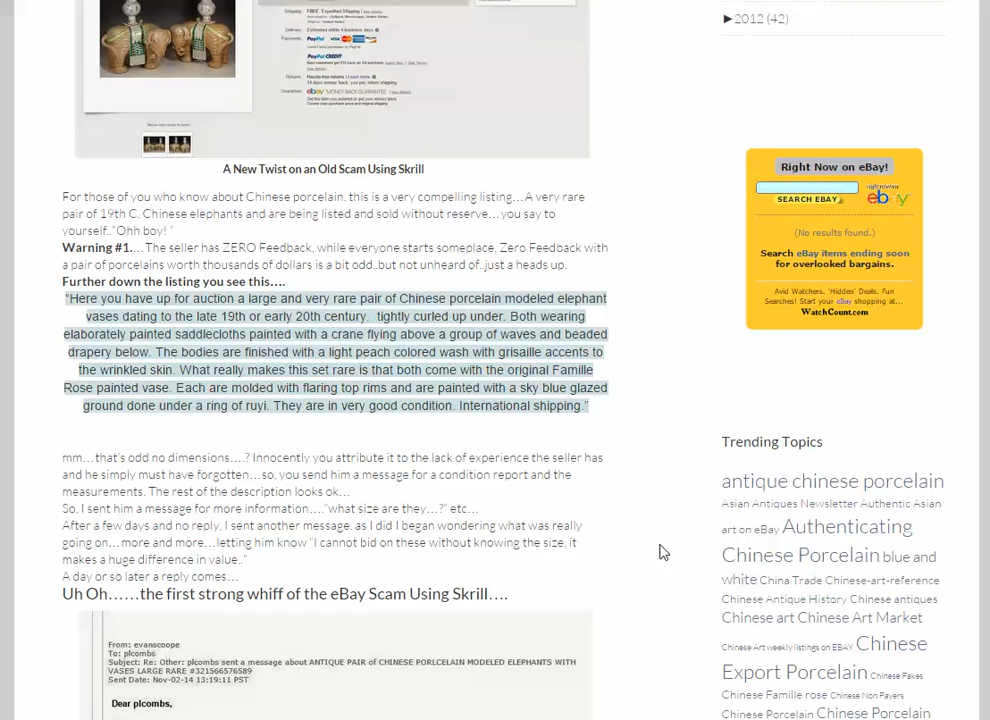 ▶2012 (42)
Shipping: FREE Expedited Shipping | See details
Payments: PayPal VISA
PayPal CREDIT
Guarantee: ebay MONEY BACK GUARANTEE | See details
A New Twist on an Old Scam Using Skrill
For those of you who know about Chinese porcelain, this is a very compelling listing…A very rare
pair of 19th C. Chinese elephants and are being listed and sold without reserve…you say to
yourself..”Ohh boy! “
Warning #1.… The seller has ZERO Feedback, while everyone starts someplace, Zero Feedback with
a pair of porcelains worth thousands of dollars is a bit odd..but not unheard of..just a heads up.
Further down the listing you see this….
“Here you have up for auction a large and very rare pair of Chinese porcelain modeled elephant
vases dating to the late 19th or early 20th century.  tightly curled up under. Both wearing
elaborately painted saddlecloths painted with a crane flying above a group of waves and beaded
drapery below. The bodies are finished with a light peach colored wash with grisaille accents to
the wrinkled skin. What really makes this set rare is that both come with the original Famille
Rose painted vase. Each are molded with flaring top rims and are painted with a sky blue glazed
ground done under a ring of ruyi. They are in very good condition. International shipping.”
mm…that’s odd no dimensions….? Innocently you attribute it to the lack of experience the seller has
and he simply must have forgotten…so, you send him a message for a condition report and the
measurements. The rest of the description looks ok…
So, I sent him a message for more information….”what size are they…?” etc…
After a few days and no reply, I sent another message, as I did I began wondering what was really
going on…more and more…letting him know “I cannot bid on these without knowing the size, it
makes a huge difference in value..”
A day or so later a reply comes…
Uh Oh……the first strong whiff of the eBay Scam Using Skrill….
From: evanscoope
To: plcombs
Subject: Re: Other: plcombs sent a message about ANTIQUE PAIR of CHINESE PORLCELAIN MODELED ELEPHANTS WITH
VASES LARGE RARE #321566576589
Sent Date: Nov-02-14 13:19:11 PST
Dear plcombs,
Right Now on eBay!
SEARCH EBAY
right now on
ebY
(No results found.)
Search eBay items ending soon
for overlooked bargains.
Avid Watchers, 'Hidden' Deals, Fun
Searches! Start your eBay shopping at...
WatchCount.com
Trending Topics
antique chinese porcelain
Asian Antiques Newsletter Authentic Asian
art on eBay Authenticating
Chinese Porcelain blue and
white China Trade Chinese-art-reference
Chinese Antique History Chinese antiques
Chinese art Chinese Art Market
Chinese Art weekly listings on EBAY Chinese
Export Porcelain Chinese Fakes
Chinese Famille rose Chinese Non Payers
Chinese Porcelain Chinese Porcelain